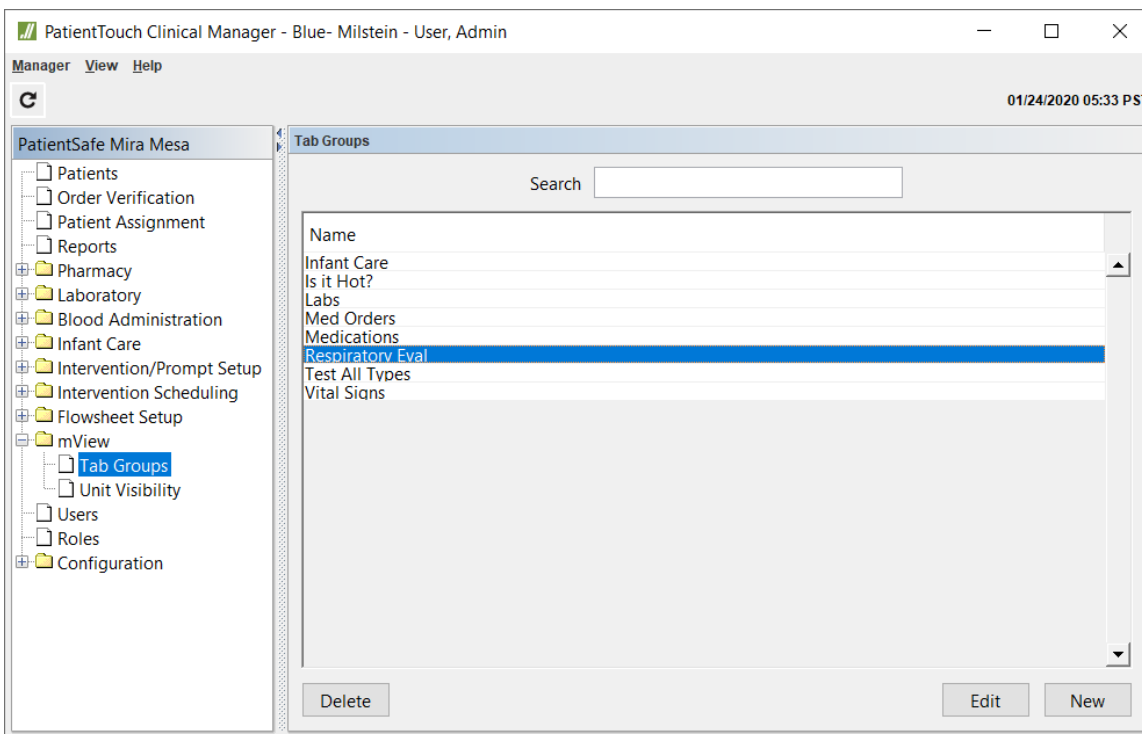 PatientTouch Clinical Manager - Blue- Milstein - User, Admin
Manager View Help
01/24/2020 05:33 PS
PatientSafe Mira Mesa
Patients
Order Verification
Patient Assignment
Reports
Pharmacy
Laboratory
Blood Administration
Infant Care
Intervention/Prompt Setup
Intervention Scheduling
Flowsheet Setup
mView
Tab Groups
Unit Visibility
Users
Roles
Configuration
Tab Groups
Search
Name
Infant Care
Is it Hot?
Labs
Med Orders
Medications
Respiratory Eval
Test All Types
Vital Signs
Delete Edit New